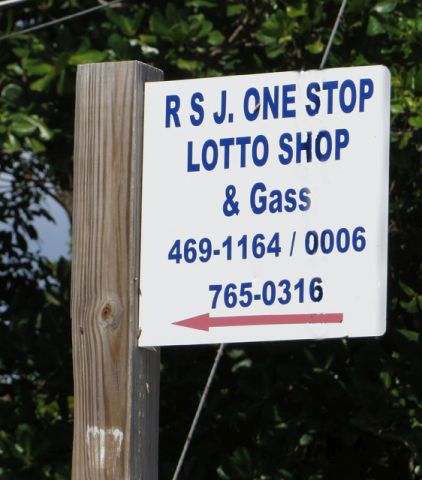 R S J. ONE STOP
LOTTO SHOP
& Gass
469-1164 / 0006
765-0316